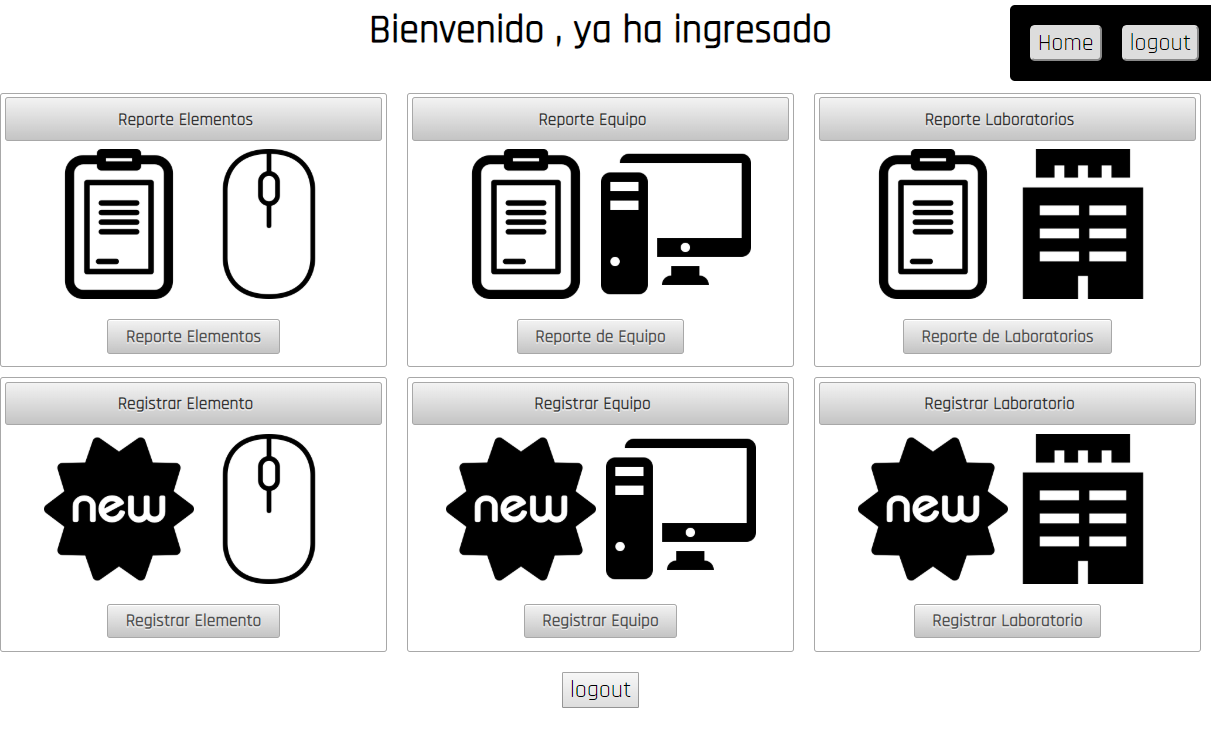 Bienvenido , ya ha ingresado
Home logout
Reporte Elementos
Reporte Equipo
Reporte Laboratorios
Reporte Elementos
Reporte de Equipo
Reporte de Laboratorios
Registrar Elemento
Registrar Equipo
Registrar Laboratorio
new
new
new
Registrar Elemento
Registrar Equipo
Registrar Laboratorio
logout